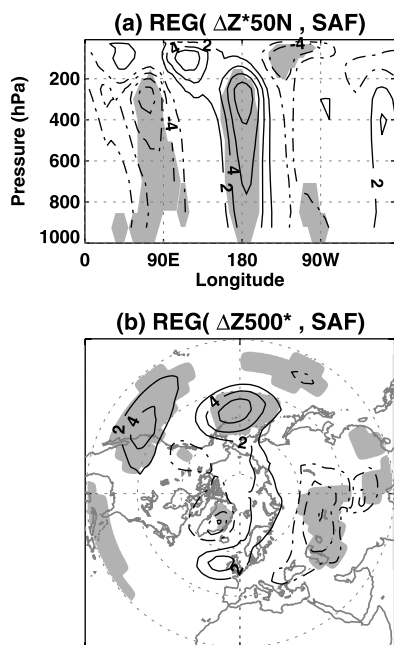 (a) REG( ΔZ*50N , SAF)
4 2 -4
200
400
600
800
1000
Pressure (hPa)
-4
4
2
2
0 90E 180 90W
Longitude
(b) REG( ΔZ500* , SAF)
2 4
4
2
2